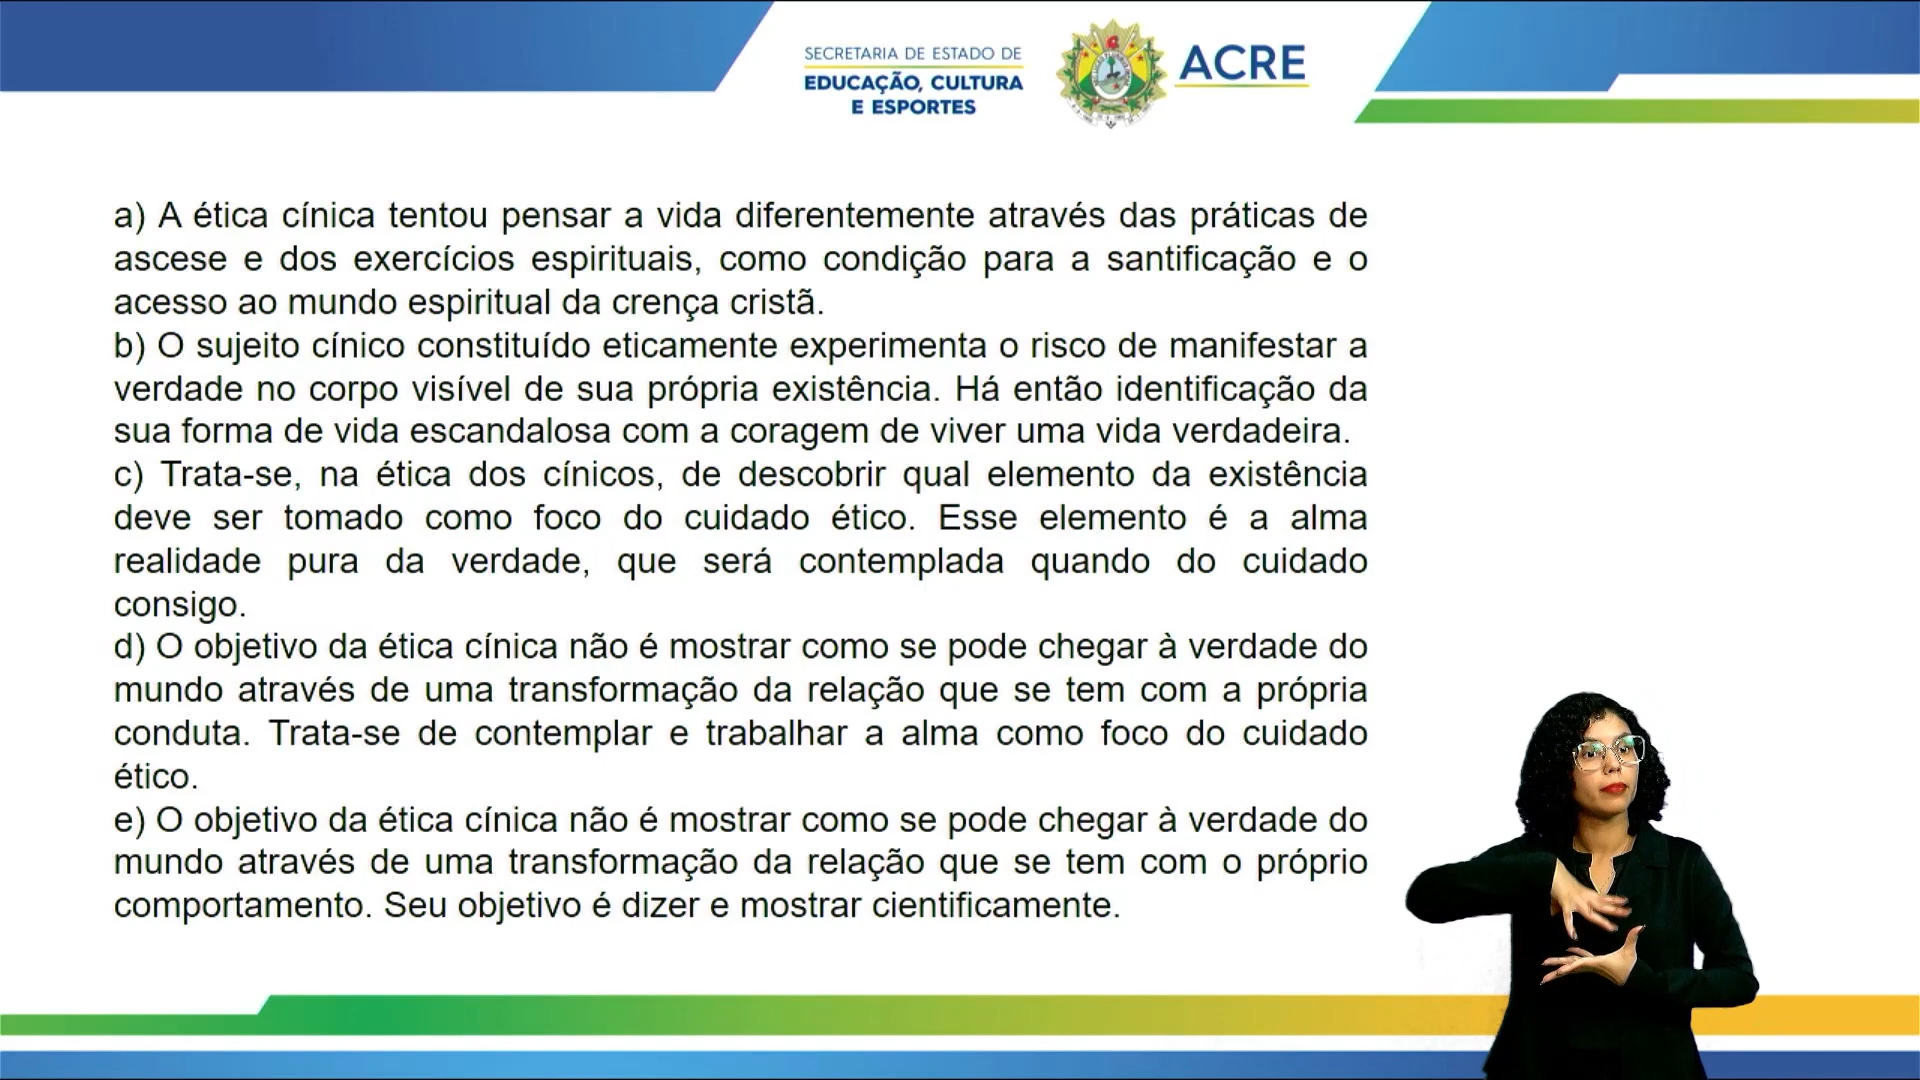 SECRETARIA DE ESTADO DE
EDUCAÇÃO, CULTURA
E ESPORTES
ACRE
a) A ética cínica tentou pensar a vida diferentemente através das práticas de
ascese e dos exercícios espirituais, como condição para a santificação e o
acesso ao mundo espiritual da crença cristã.
b) O sujeito cínico constituído eticamente experimenta o risco de manifestar a
verdade no corpo visível de sua própria existência. Há então identificação da
sua forma de vida escandalosa com a coragem de viver uma vida verdadeira.
c) Trata-se, na ética dos cínicos, de descobrir qual elemento da existência
deve ser tomado como foco do cuidado ético. Esse elemento é a alma
realidade pura da verdade, que será contemplada quando do cuidado
consigo.
d) O objetivo da ética cínica não é mostrar como se pode chegar à verdade do
mundo através de uma transformação da relação que se tem com a própria
conduta. Trata-se de contemplar e trabalhar a alma como foco do cuidado
ético.
e) O objetivo da ética cínica não é mostrar como se pode chegar à verdade do
mundo através de uma transformação da relação que se tem com o próprio
comportamento. Seu objetivo é dizer e mostrar cientificamente.